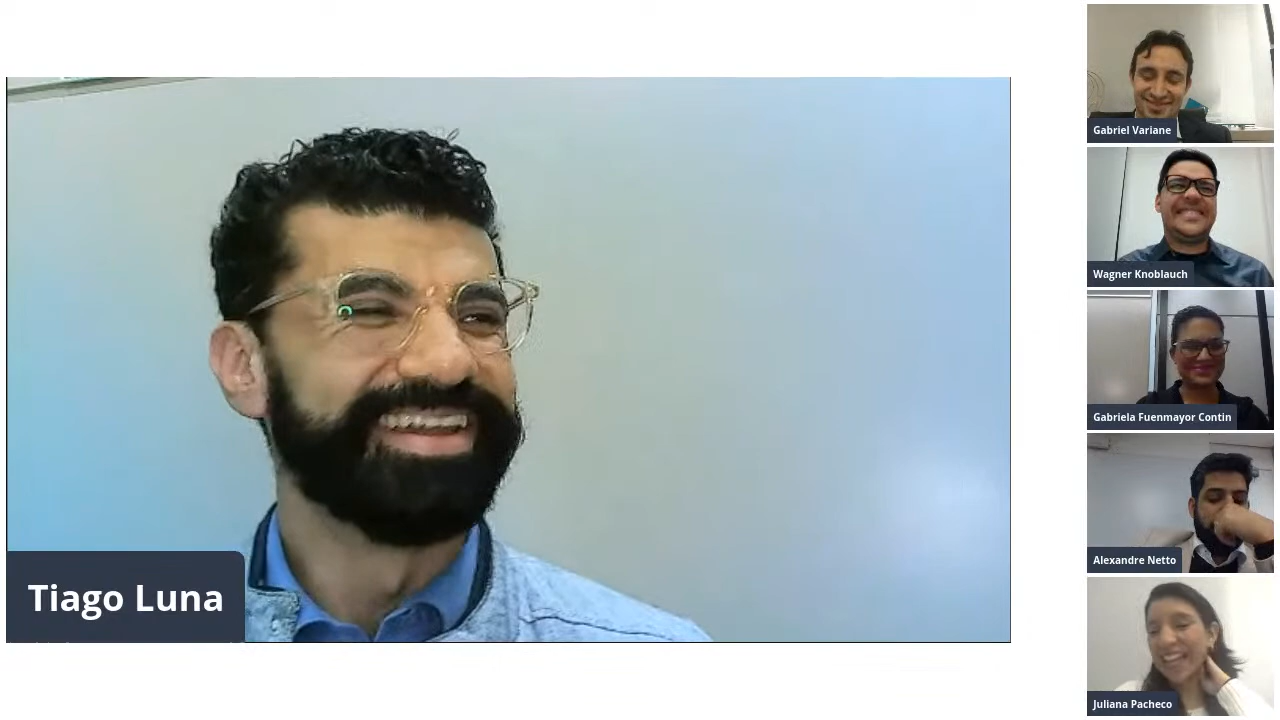 Tiago Luna
Gabriel Variane
Wagner Knoblauch
Gabriela Fuenmayor Contin
Alexandre Netto
Juliana Pacheco